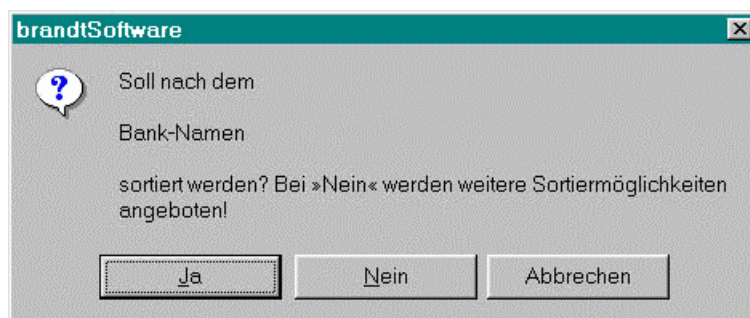 brandtSoftware
Soll nach dem
Bank-Namen
sortiert werden? Bei »Nein« werden weitere Sortiermöglichkeiten
angeboten!
Ja
Nein
Abbrechen